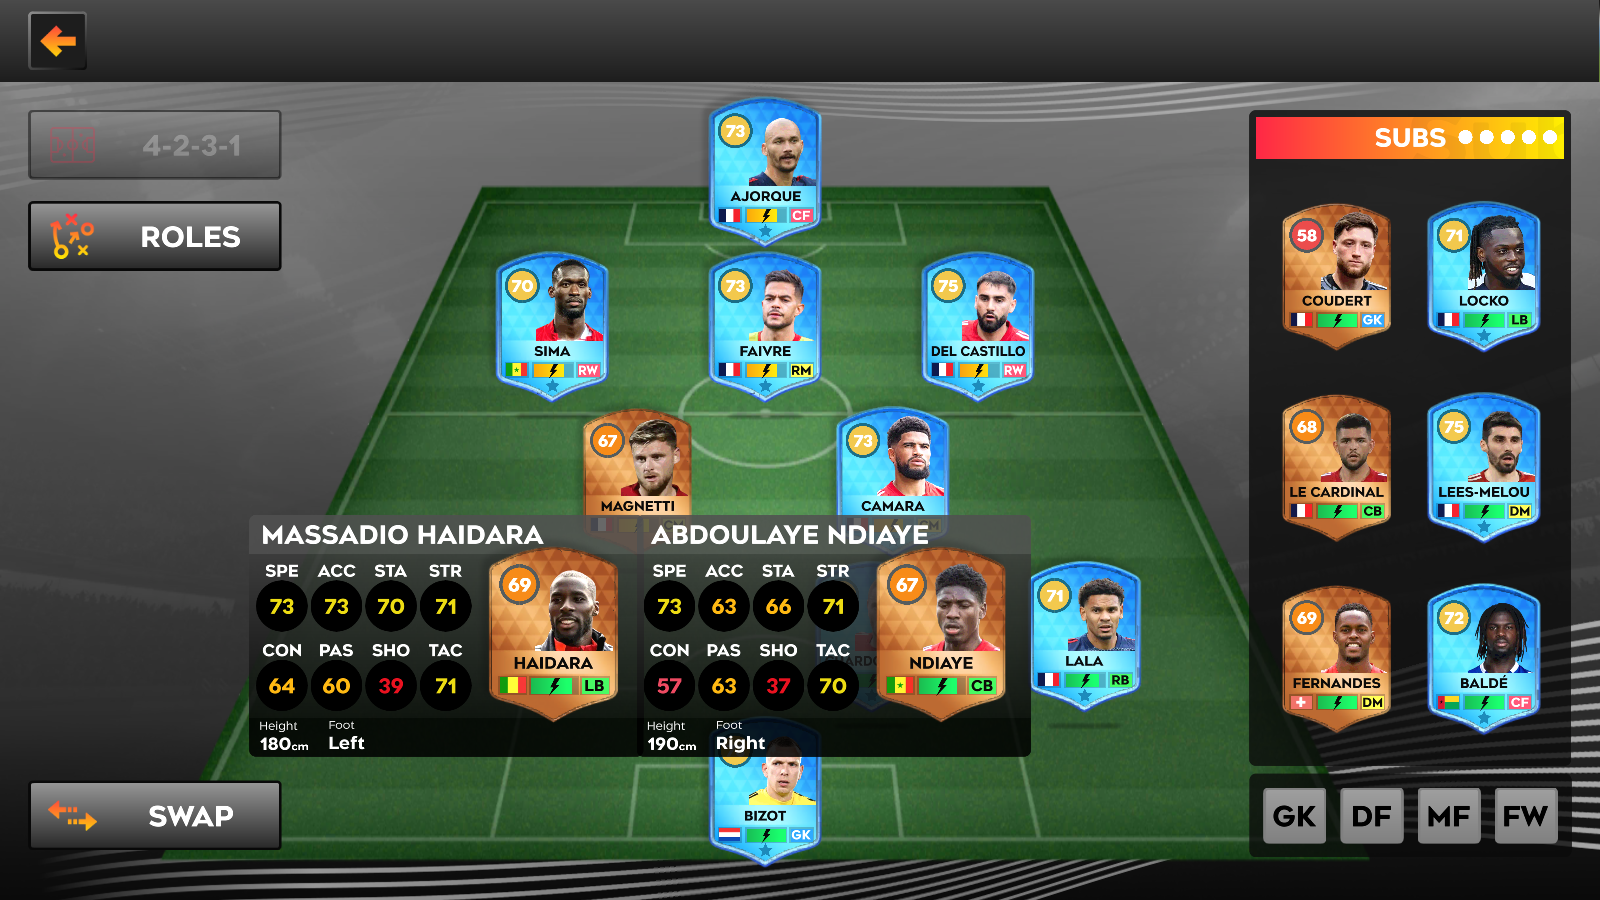 4-2-3-1
ROLES
SWAP
73
AJORQUE
CF
70
SIMA
RW
73
FAIVRE
RM
75
DEL CASTILLO
RW
67
MAGNETTI
CM
73
CAMARA
CM
MASSADIO HAIDARA
SPE ACC STA STR
73 73 70 71
CON PAS SHO TAC
64 60 39 71
Height Foot
180cm Left
69
HAIDARA
LB
ABDOULAYE NDIAYE
SPE ACC STA STR
73 63 66 71
CON PAS SHO TAC
57 63 37 70
Height Foot
190cm Right
67
NDIAYE
CB
71
LALA
RB
BIZOT
GK
SUBS
58
COUDERT
GK
71
LOCKO
LB
68
LE CARDINAL
CB
75
LEES-MELOU
DM
69
FERNANDES
DM
72
BALDÉ
CF
GK DF MF FW